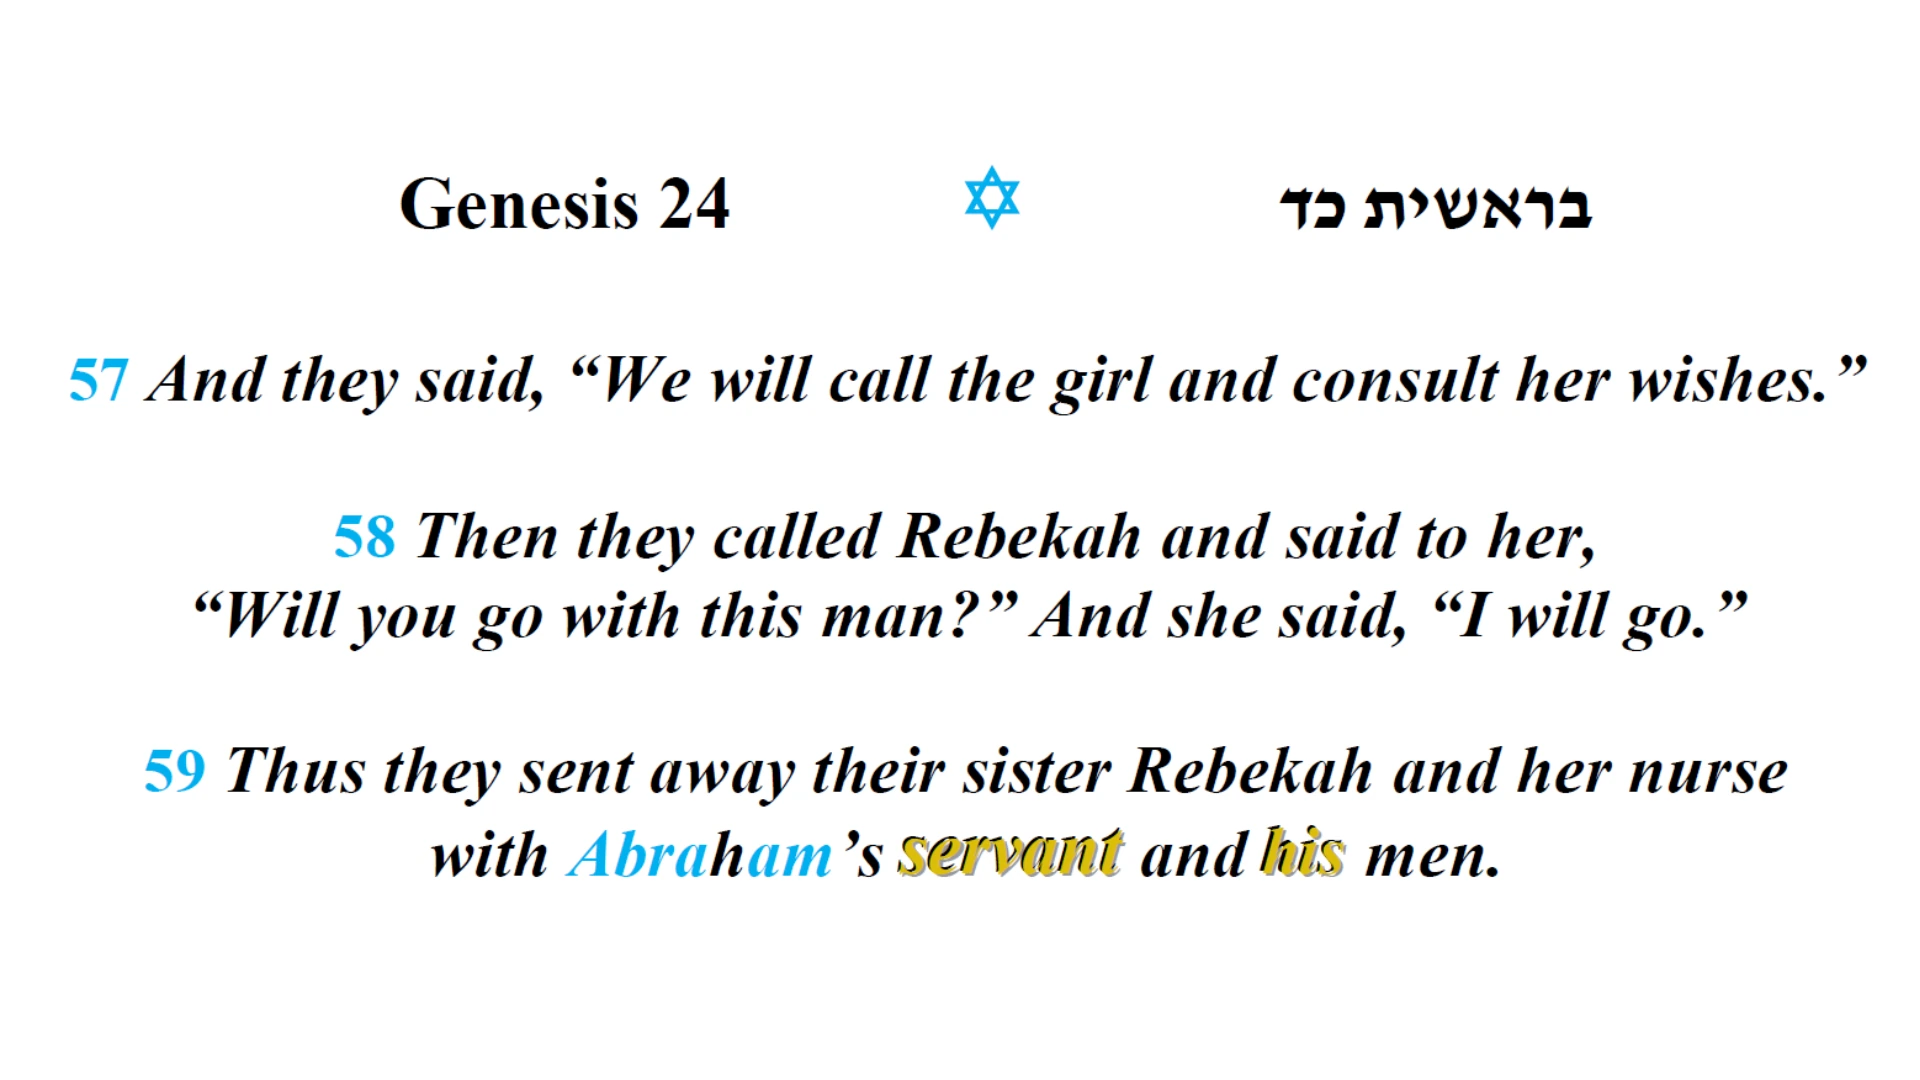 Genesis 24 ✡ בראשית כד
57 And they said, “We will call the girl and consult her wishes.”
58 Then they called Rebekah and said to her,
“Will you go with this man?” And she said, “I will go.”
59 Thus they sent away their sister Rebekah and her nurse
with Abraham’s servant and his men.